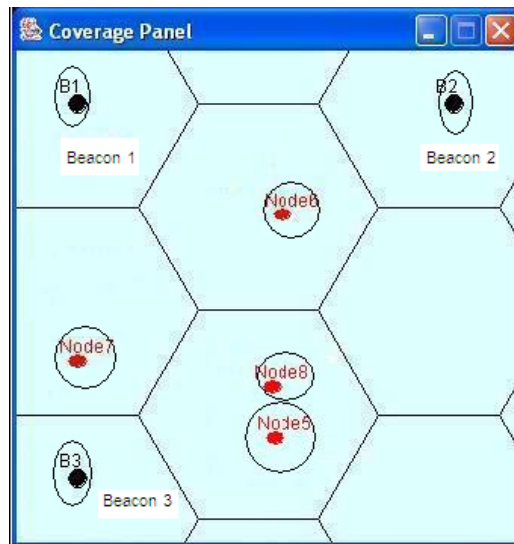 Coverage Panel
B1
B2
Beacon 1
Beacon 2
Node6
Node7
Node8
Node5
B3
Beacon 3